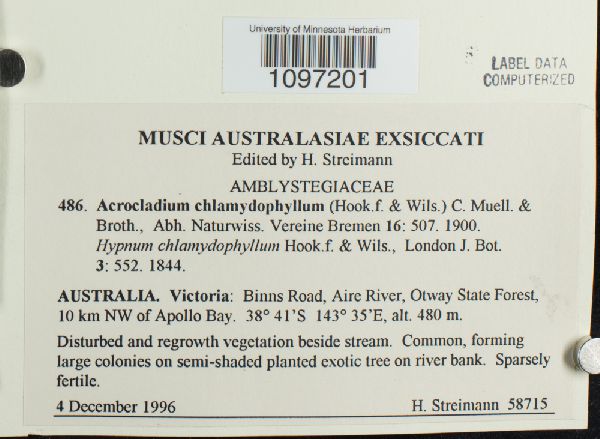 University of Minnesota Herbarium
1097201
LABEL DATA
COMPUTERIZED
MUSCI AUSTRALASIAE EXSICCATI
Edited by H. Streimann
AMBLYSTEGIACEAE
486. Acrocladium chlamydophyllum (Hook.f. & Wils.) C. Muell. &
Broth., Abh. Naturwiss. Vereine Bremen 16: 507. 1900.
Hypnum chlamydophyllum Hook.f. & Wils., London J. Bot.
3: 552. 1844.
AUSTRALIA. Victoria: Binns Road, Aire River, Otway State Forest,
10 km NW of Apollo Bay. 38° 41'S 143° 35'E, alt. 480 m.
Disturbed and regrowth vegetation beside stream. Common, forming
large colonies on semi-shaded planted exotic tree on river bank. Sparsely
fertile.
4 December 1996 H. Streimann 58715